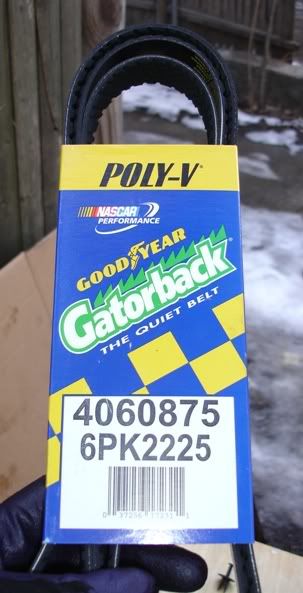 POLY-V®
NASCAR
PERFORMANCE
GOODYEAR
Gatorback®
THE QUIET BELT
4060875
6PK2225